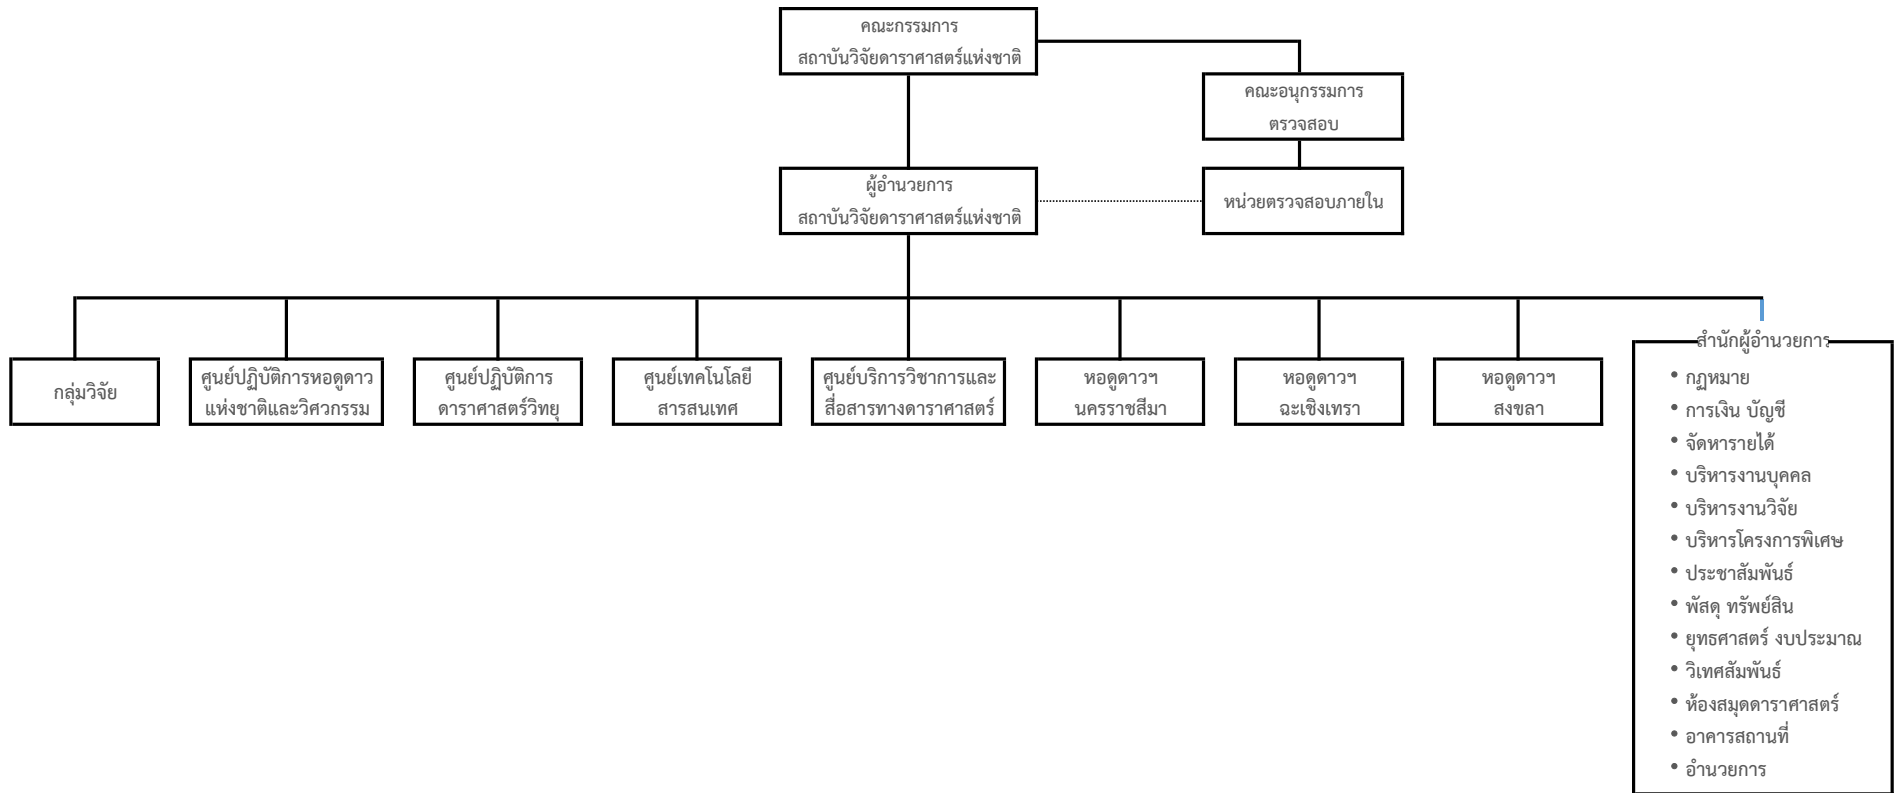 คณะกรรมการ
สถาบันวิจัยดาราศาสตร์แห่งชาติ
คณะอนุกรรมการ
ตรวจสอบ
ผู้อำนวยการ
สถาบันวิจัยดาราศาสตร์แห่งชาติ
หน่วยตรวจสอบภายใน
กลุ่มวิจัย
ศูนย์ปฏิบัติการหอดูดาว
แห่งชาติและวิศวกรรม
ศูนย์ปฏิบัติการ
ดาราศาสตร์วิทยุ
ศูนย์เทคโนโลยี
สารสนเทศ
ศูนย์บริการวิชาการและ
สื่อสารทางดาราศาสตร์
หอดูดาวฯ
นครราชสีมา
หอดูดาวฯ
ฉะเชิงเทรา
หอดูดาวฯ
สงขลา
สำนักผู้อำนวยการ
• กฎหมาย
• การเงิน บัญชี
• จัดหารายได้
• บริหารงานบุคคล
• บริหารงานวิจัย
• บริหารโครงการพิเศษ
• ประชาสัมพันธ์
• พัสดุ ทรัพย์สิน
• ยุทธศาสตร์ งบประมาณ
• วิเทศสัมพันธ์
• ห้องสมุดดาราศาสตร์
• อาคารสถานที่
• อำนวยการ